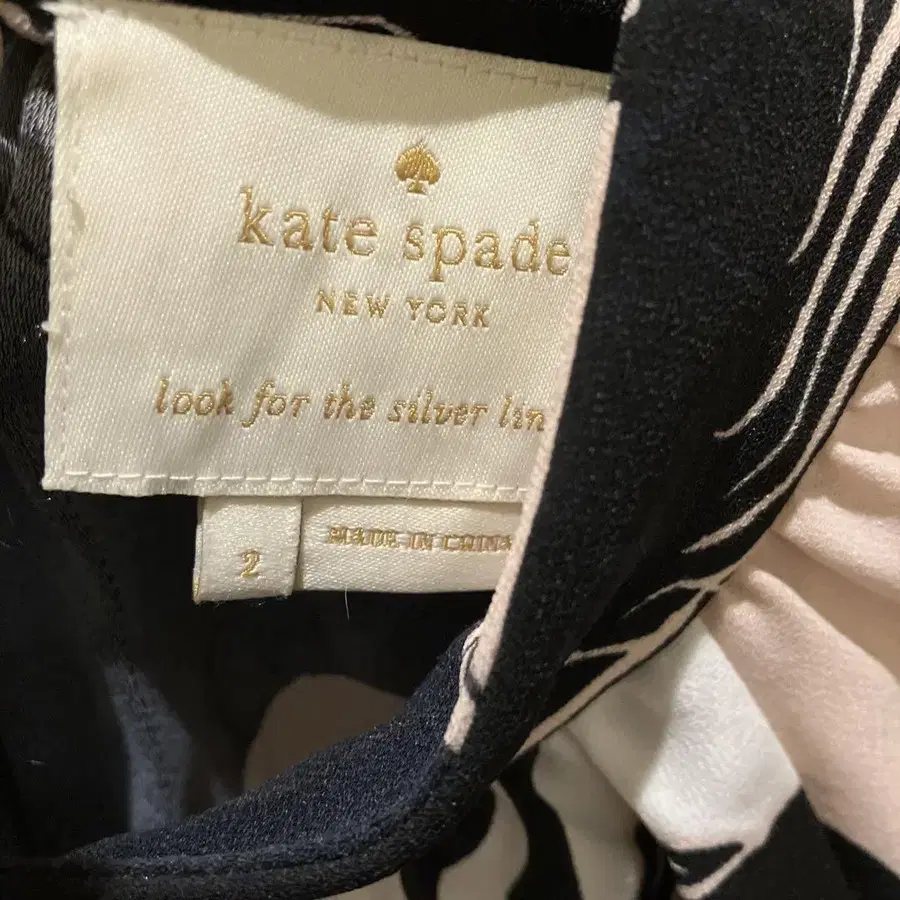 kate spade
NEW YORK
look for the silver lin
2
MADE IN CHINA